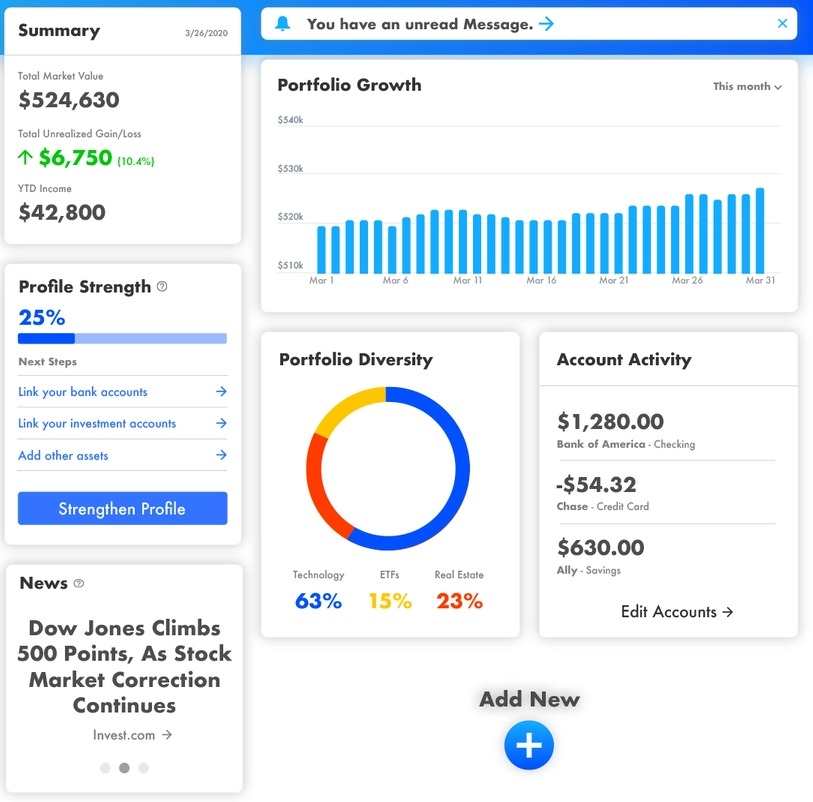 Summary
3/26/2020
Total Market Value
$524,630
Total Unrealized Gain/Loss
$6,750 (10.4%)
YTD Income
$42,800
You have an unread Message.
Portfolio Growth
This month
$540k
$530k
$520k
$510k
Mar 1 Mar 6 Mar 11 Mar 16 Mar 21 Mar 26 Mar 31
Profile Strength
25%
Next Steps
Link your bank accounts
Link your investment accounts
Add other assets
Strengthen Profile
Portfolio Diversity
Technology ETFs Real Estate
63% 15% 23%
Account Activity
$1,280.00
Bank of America - Checking
-$54.32
Chase - Credit Card
$630.00
Ally - Savings
Edit Accounts
News
Dow Jones Climbs
500 Points, As Stock
Market Correction
Continues
Invest.com
Add New